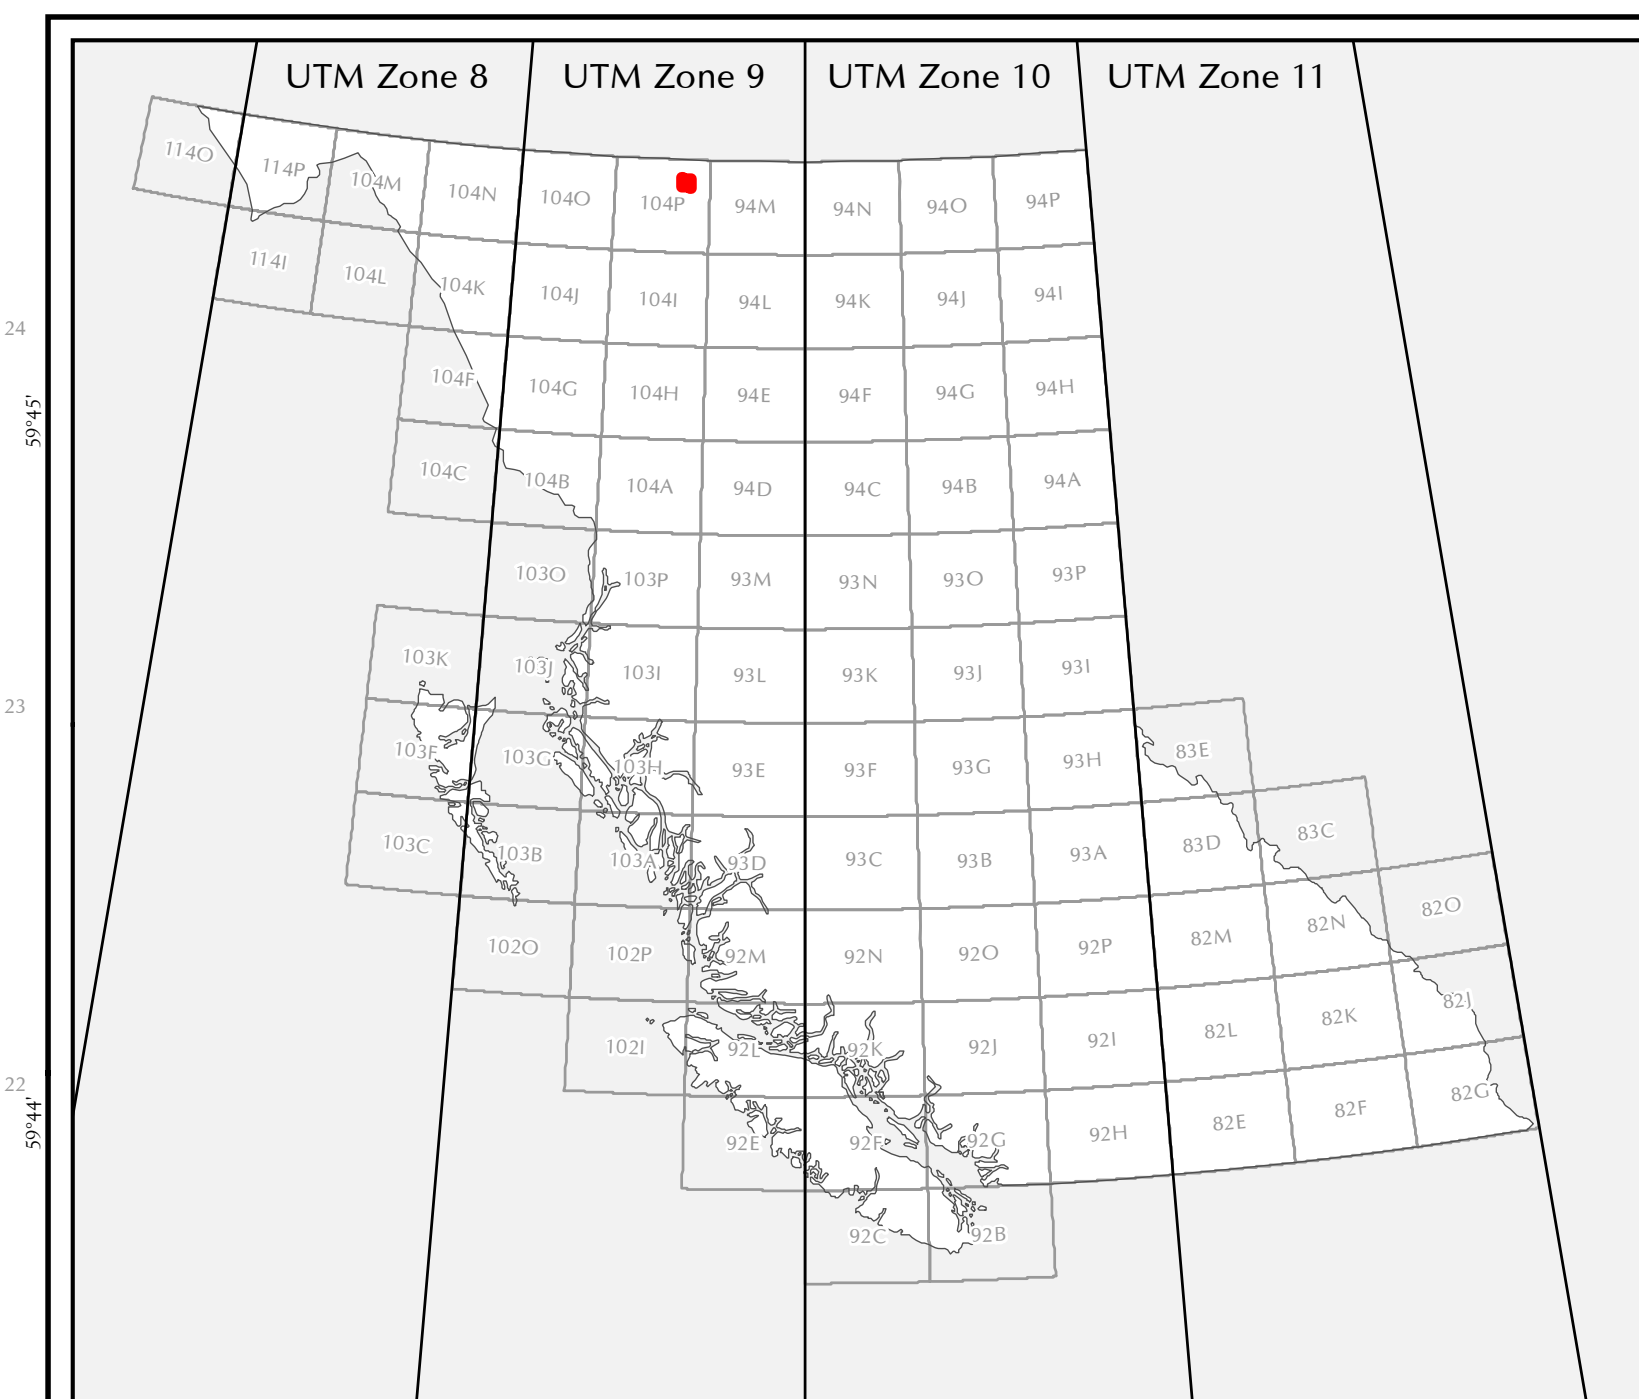 UTM Zone 8 UTM Zone 9 UTM Zone 10 UTM Zone 11
114O 114P 104M 104N 104O 104P 94M 94N 94O 94P
114I 104L 104K 104J 104I 94L 94K 94J 94I
24
104F 104G 104H 94E 94F 94G 94H
59°45'
104C 104B 104A 94D 94C 94B 94A
103O 103P 93M 93N 93O 93P
103K 103J 103I 93L 93K 93J 93I
23
103F 103G 103H 93E 93F 93G 93H 83E
103C 103B 103A 93D 93C 93B 93A 83D 83C
102O 102P 92M 92N 92O 92P 82M 82N 82O
102I 92L 92K 92J 92I 82L 82K 82J
22
59°44'
92E 92F 92G 92H 82E 82F 82G
92C 92B